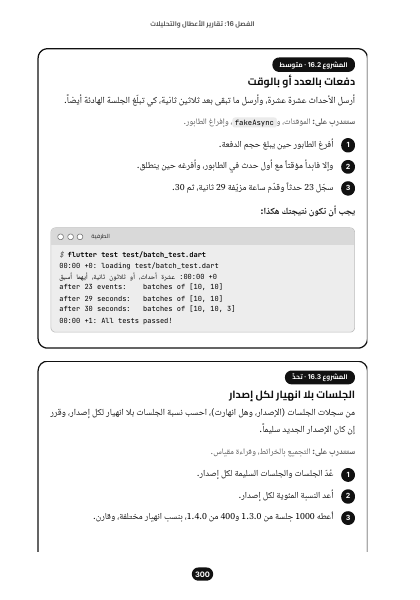 الفصل 16: تقارير الأعطال والتحليلات
المشروع 16.2 · متوسط
دفعات بالعدد أو بالوقت
أرسل الأحداث عشرة عشرة، وأرسل ما تبقى بعد ثلاثين ثانية، كي تبلّغ الجلسة الهادئة أيضاً.
ستتدرب على: المؤقتات، و fakeAsync، وإفراغ الطابور.
1 أفرغ الطابور حين يبلغ حجم الدفعة.
2 وإلا فابدأ مؤقتاً مع أول حدث في الطابور، وأفرغه حين ينطلق.
3 سجّل 23 حدثاً وقدّم ساعة مزيّفة 29 ثانية، ثم 30.
يجب أن تكون نتيجتك هكذا:
الطرفية
$ flutter test test/batch_test.dart
00:00 +0: loading test/batch_test.dart
00:00 +0: عشرة أحداث، أو ثلاثون ثانية، أيهما أسبق
after 23 events: batches of [10, 10]
after 29 seconds: batches of [10, 10]
after 30 seconds: batches of [10, 10, 3]
00:00 +1: All tests passed!
المشروع 16.3 · تحدٍّ
الجلسات بلا انهيار لكل إصدار
من سجلات الجلسات (الإصدار، وهل انهارت)، احسب نسبة الجلسات بلا انهيار لكل إصدار، وقرر
إن كان الإصدار الجديد سليماً.
ستتدرب على: التجميع بالخرائط، وقراءة مقياس.
1 عُدّ الجلسات والجلسات السليمة لكل إصدار.
2 أعد النسبة المئوية لكل إصدار.
3 أعطه 1000 جلسة من 1.3.0 و400 من 1.4.0، بنسب انهيار مختلفة، وقارن.
300